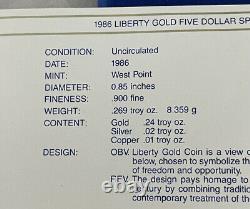 1986 LIBERTY GOLD FIVE DOLLAR SP
CONDITION: Uncirculated
DATE: 1986
MINT: West Point
DIAMETER: 0.85 inches
FINENESS: .900 fine
WEIGHT: .269 troy oz. 8.359 g
CONTENT: Gold .24 troy oz.
Silver .02 troy oz.
Copper .01 troy oz.
DESIGN: OBV. Liberty Gold Coin is a view o
below, chosen to symbolize tha
of freedom and opportunity.
REV. The design pays homage to
ury by combining traditional
contemporary treatment of